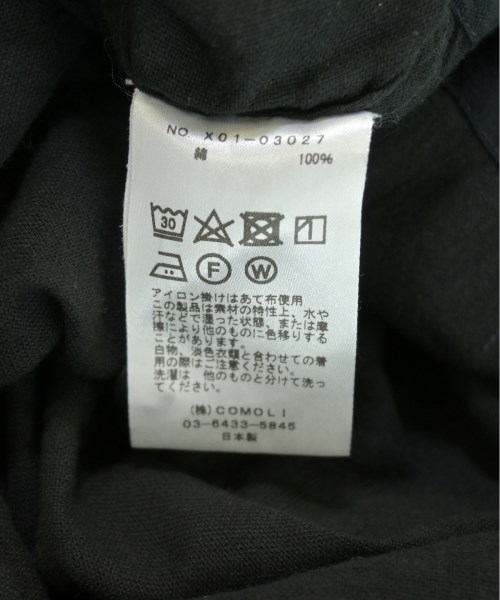 NO. X01-03027
綿 100%
30
F W
アイロン掛けはあて布使用
この製品は素材の特性上、水や
汗などで湿った状態、または摩
擦により他のものに色移りする
ことがあります。
白物、淡色衣類と合わせての着
用の際はご注意ください。
洗濯は 他のものと分けて洗っ
てください。
(株) COMOLI
03-6433-5845
日本製